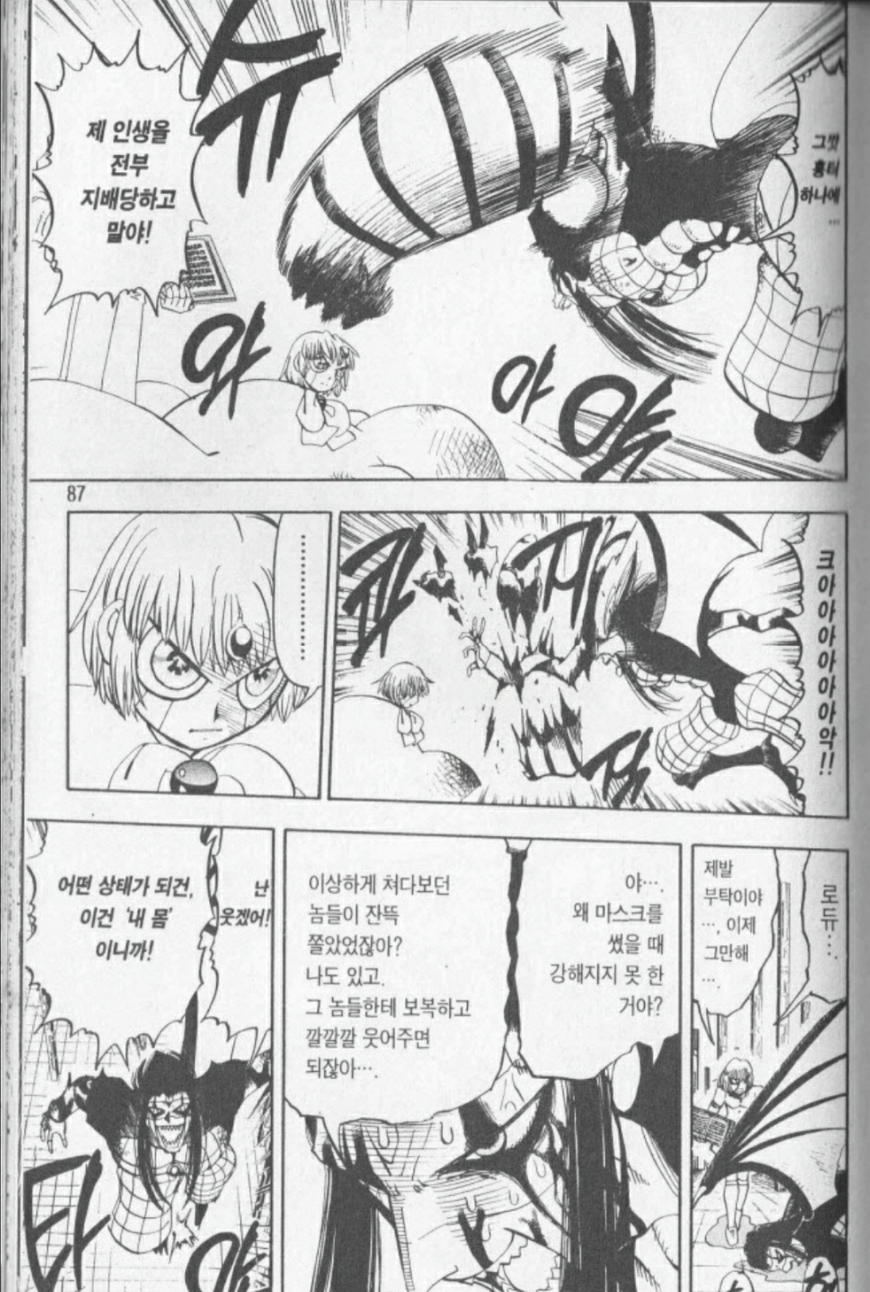 그깟
흉터
하나에
…
제 인생을
전부
지배당하고
말야!
슈
와
아
악
87
크아아아아아아악!!
콰
가
각
………
로듀…
제발
부탁이야
…, 이제
그만해
….
야….
왜 마스크를
썼을 때
강해지지 못 한
거야?
이상하게 쳐다보던
놈들이 잔뜩
쫄았었잖아?
나도 있고.
그 놈들한테 보복하고
깔깔깔 웃어주면
되잖아….
난
웃겠어!
어떤 상태가 되건,
이건 '내 몸'
이니까!
타